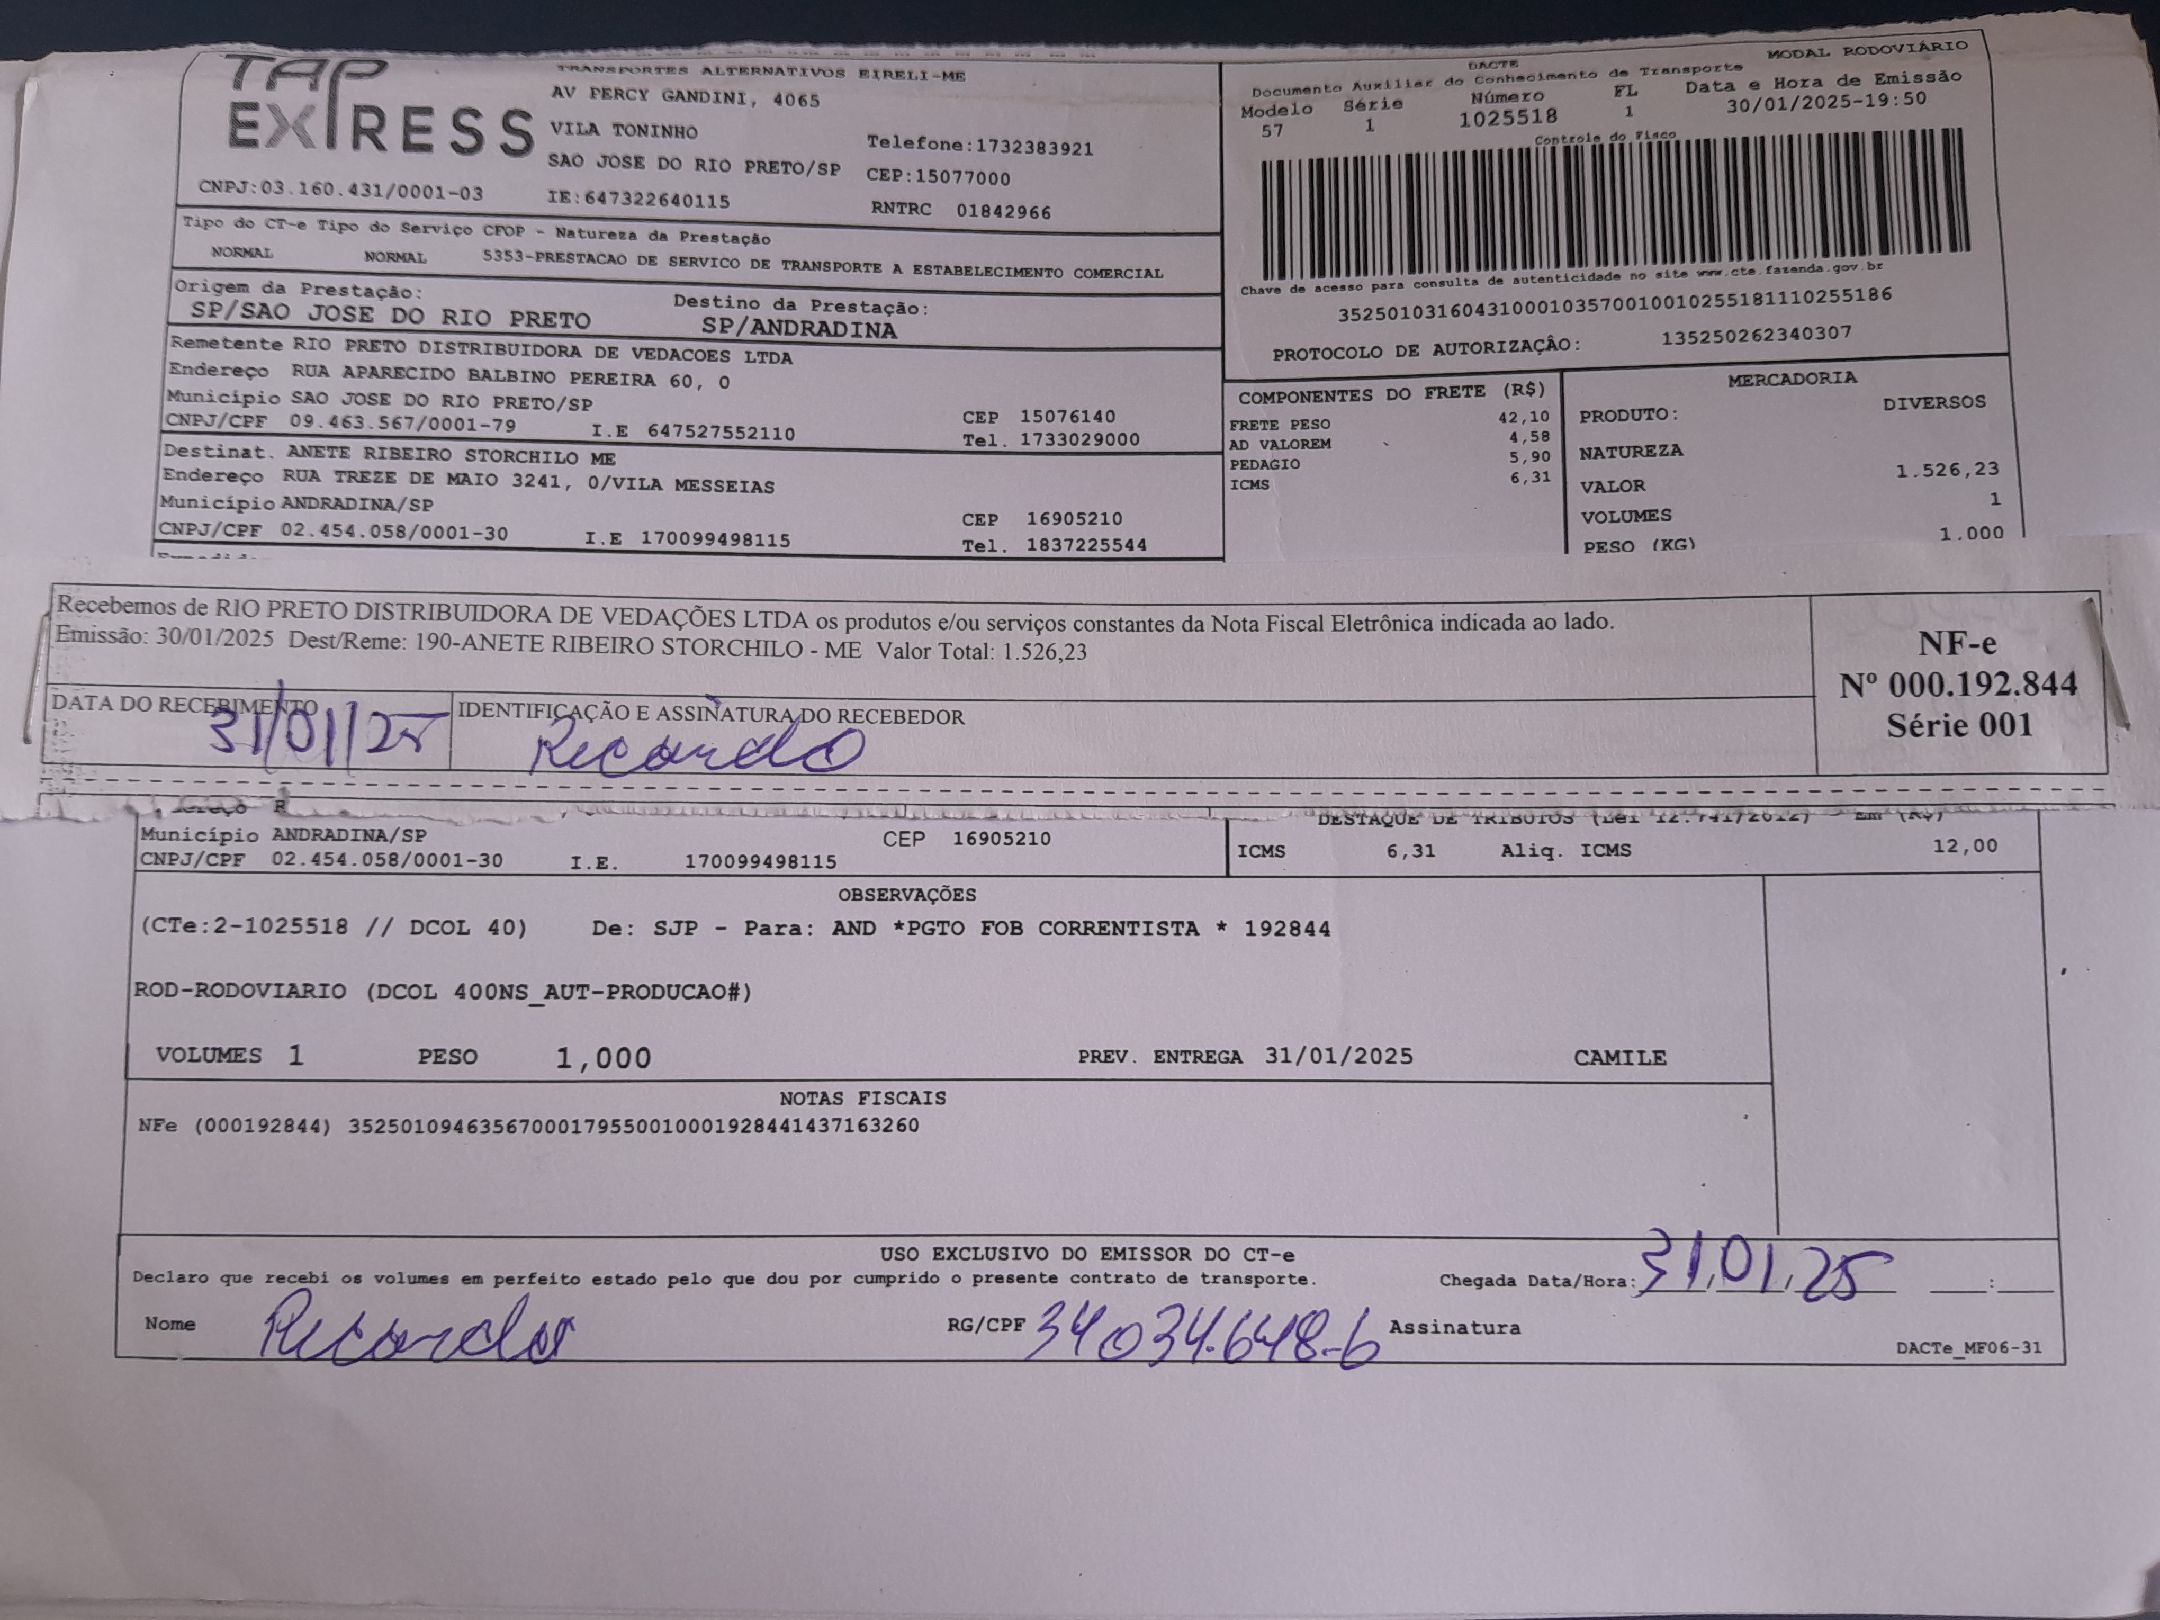 TAP
EXPRESS
TRANSPORTES ALTERNATIVOS EIRELI-ME
AV PERCY GANDINI, 4065
VILA TONINHO
Telefone:1732383921
SAO JOSE DO RIO PRETO/SP
CEP:15077000
CNPJ:03.160.431/0001-03
IE:647322640115
RNTRC 01842966
DACTE
MODAL RODOVIÁRIO
Documento Auxiliar do Conhecimento de Transporte
Modelo Série Número FL Data e Hora de Emissão
57 1 1025518 1 30/01/2025-19:50
Controle do Fisco
Chave de acesso para consulta de autenticidade no site www.cte.fazenda.gov.br
35250103160431000103570010010255181110255186
PROTOCOLO DE AUTORIZAÇÂO: 135250262340307
Tipo do CT-e Tipo do Serviço CFOP - Natureza da Prestação
NORMAL NORMAL 5353-PRESTACAO DE SERVICO DE TRANSPORTE A ESTABELECIMENTO COMERCIAL
Origem da Prestação: Destino da Prestação:
SP/SAO JOSE DO RIO PRETO SP/ANDRADINA
Remetente RIO PRETO DISTRIBUIDORA DE VEDACOES LTDA
Endereço RUA APARECIDO BALBINO PEREIRA 60, 0
Município SAO JOSE DO RIO PRETO/SP CEP 15076140
CNPJ/CPF 09.463.567/0001-79 I.E 647527552110 Tel. 1733029000
Destinat. ANETE RIBEIRO STORCHILO ME
Endereço RUA TREZE DE MAIO 3241, 0/VILA MESSEIAS
Município ANDRADINA/SP CEP 16905210
CNPJ/CPF 02.454.058/0001-30 I.E 170099498115 Tel. 1837225544
COMPONENTES DO FRETE (R$)
FRETE PESO 42,10
AD VALOREM 4,58
PEDAGIO 5,90
ICMS 6,31
MERCADORIA
PRODUTO: DIVERSOS
NATUREZA
VALOR 1.526,23
VOLUMES 1
PESO (KG) 1.000
Recebemos de RIO PRETO DISTRIBUIDORA DE VEDAÇÕES LTDA os produtos e/ou serviços constantes da Nota Fiscal Eletrônica indicada ao lado.
Emissão: 30/01/2025 Dest/Reme: 190-ANETE RIBEIRO STORCHILO - ME Valor Total: 1.526,23
DATA DO RECEBIMENTO
31/01/25
IDENTIFICAÇÃO E ASSINATURA DO RECEBEDOR
Ricardo
NF-e
Nº 000.192.844
Série 001
Município ANDRADINA/SP CEP 16905210
CNPJ/CPF 02.454.058/0001-30 I.E. 170099498115
DESTAQUE DE TRIBUTOS (Lei 12.741/2012) Em (R$)
ICMS 6,31 Aliq. ICMS 12,00
OBSERVAÇÕES
(CTe:2-1025518 // DCOL 40) De: SJP - Para: AND *PGTO FOB CORRENTISTA * 192844
ROD-RODOVIARIO (DCOL 400NS_AUT-PRODUCAO#)
VOLUMES 1 PESO 1,000 PREV. ENTREGA 31/01/2025 CAMILE
NOTAS FISCAIS
NFe (000192844) 35250109463567000179550010001928441437163260
USO EXCLUSIVO DO EMISSOR DO CT-e
Declaro que recebi os volumes em perfeito estado pelo que dou por cumprido o presente contrato de transporte. Chegada Data/Hora: 31/01/25 :
Nome Ricardo RG/CPF 34034.648-6 Assinatura
DACTe_MF06-31